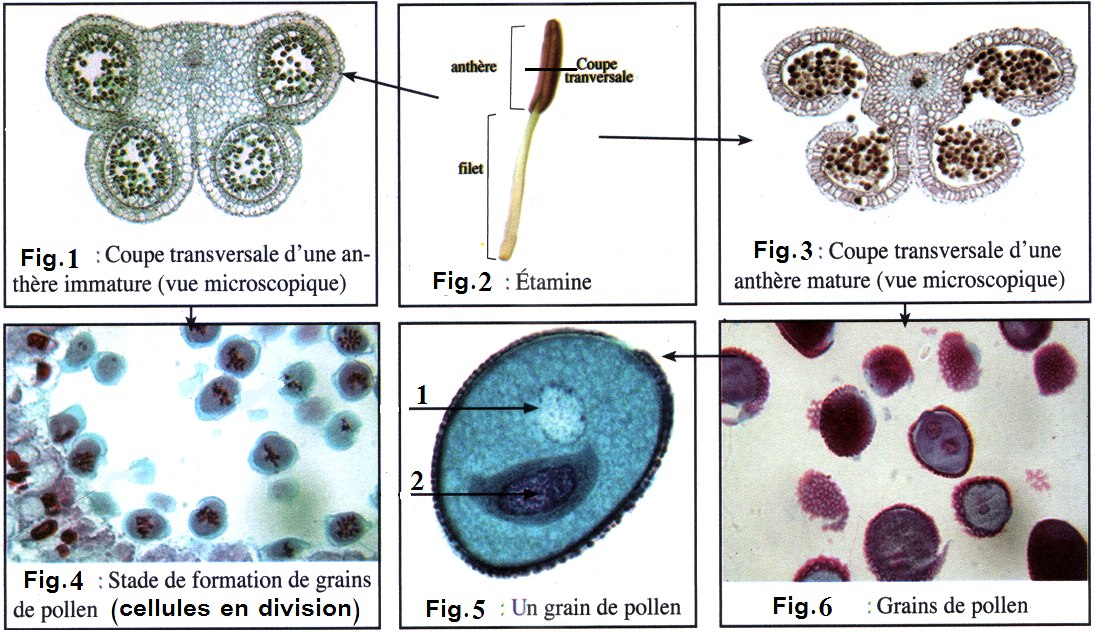 Fig.1 : Coupe transversale d'une an-
thère immature (vue microscopique)
anthère
Coupe
tranversale
filet
Fig.2 : Étamine
Fig.3 : Coupe transversale d'une
anthère mature (vue microscopique)
Fig.4 : Stade de formation de grains
de pollen (cellules en division)
1
2
Fig.5 : Un grain de pollen
Fig.6 : Grains de pollen